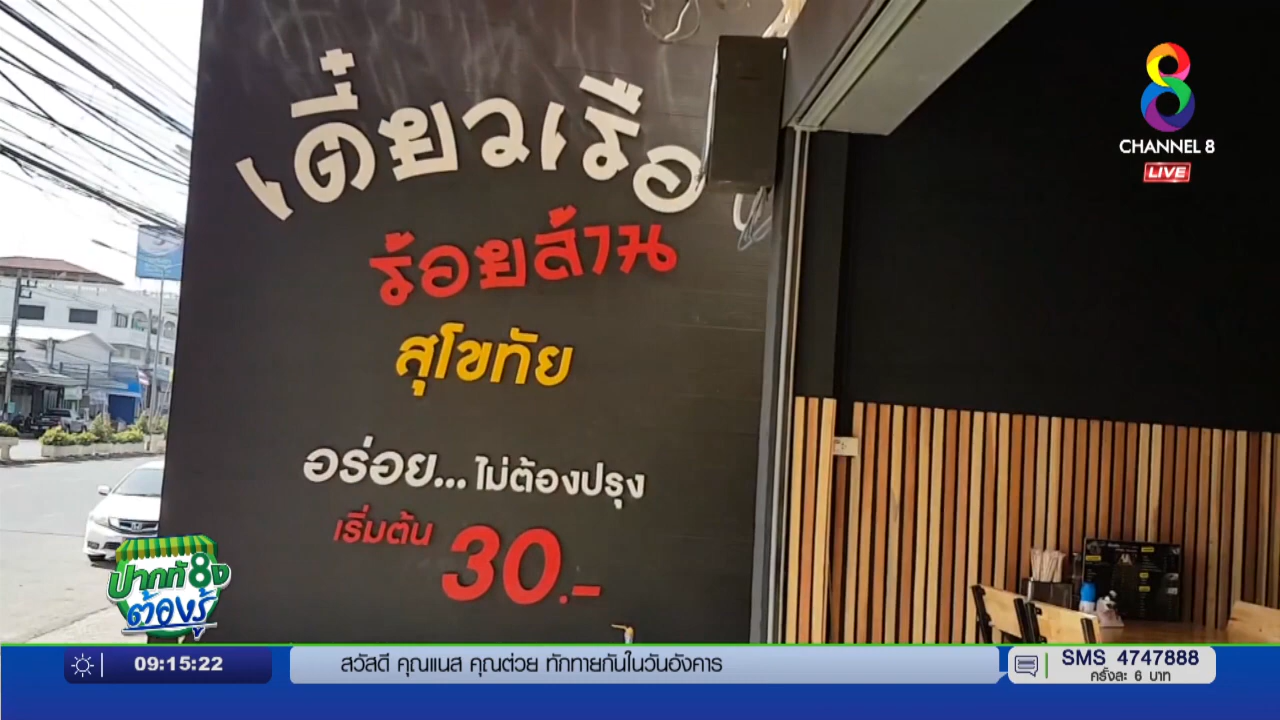 เตี๋ยวเรือ
ร้อยล้าน
สุโขทัย
อร่อย... ไม่ต้องปรุง
เริ่มต้น 30.-
8
CHANNEL 8
LIVE
ปากท้8ง
ต้องรู้
09:15:22
สวัสดี คุณแนส คุณต่วย ทักทายกันในวันอังคาร
SMS 4747888
ครั้งละ 6 บาท